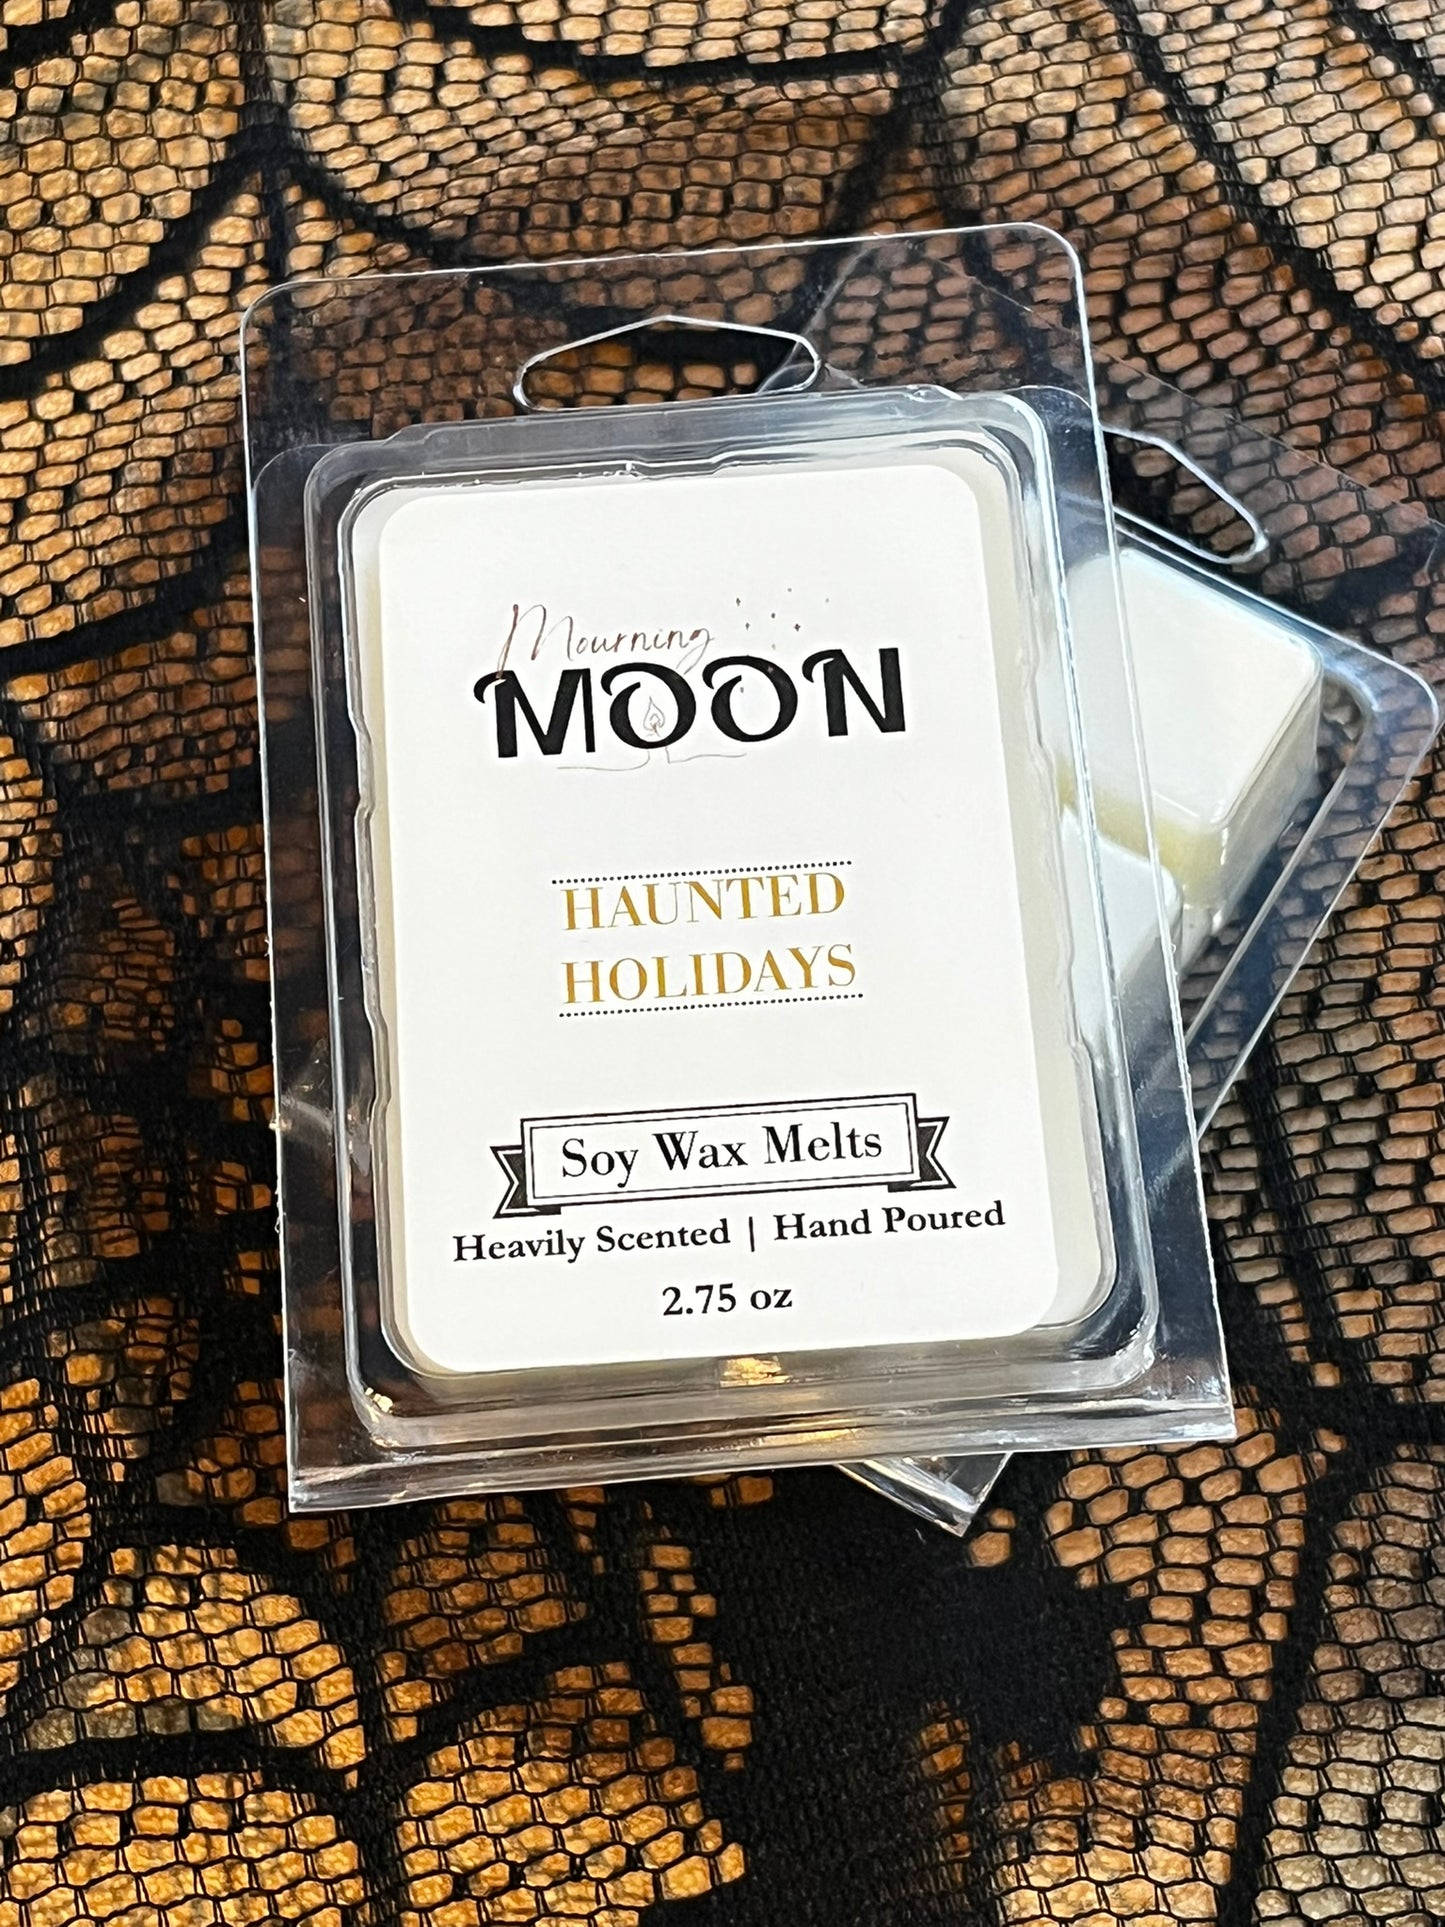 Mourning
MOON
HAUNTED
HOLIDAYS
Soy Wax Melts
Heavily Scented | Hand Poured
2.75 oz